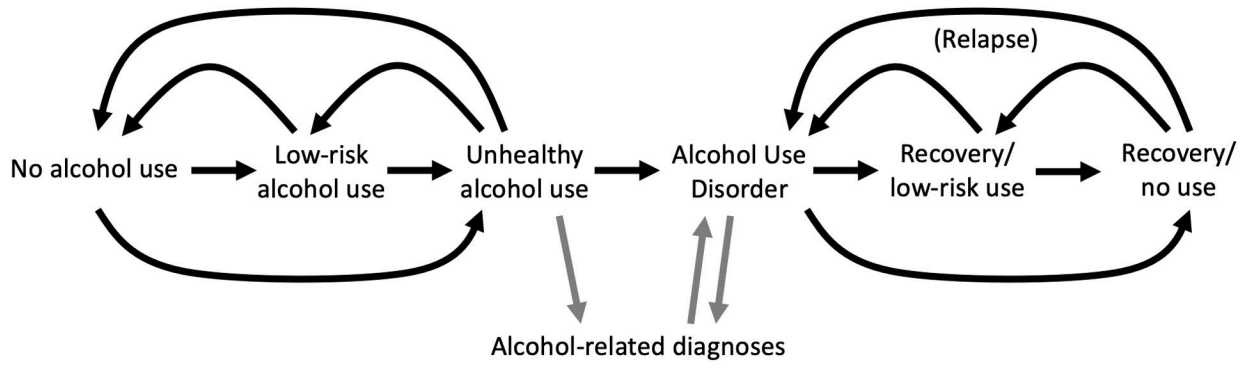 (Relapse)
No alcohol use
Low-risk
alcohol use
Unhealthy
alcohol use
Alcohol Use
Disorder
Recovery/
low-risk use
Recovery/
no use
Alcohol-related diagnoses